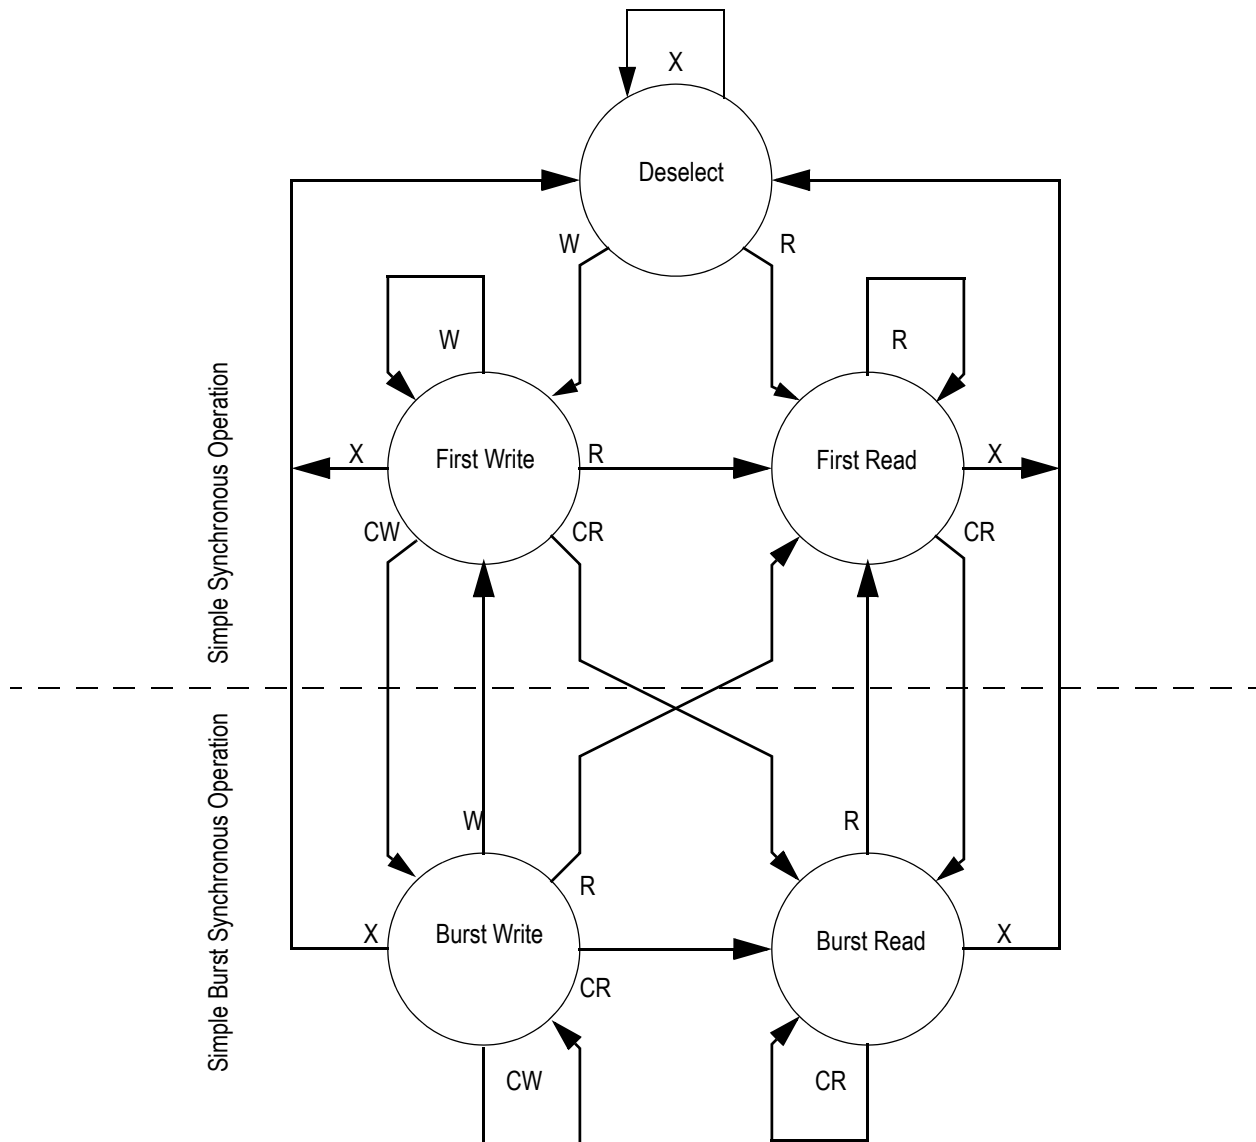 X
Deselect
W
R
W
R
Simple Synchronous Operation
X
First Write
R
First Read
X
CW
CR
CR
Simple Burst Synchronous Operation
W
R
R
X
Burst Write
Burst Read
X
CR
CW
CR